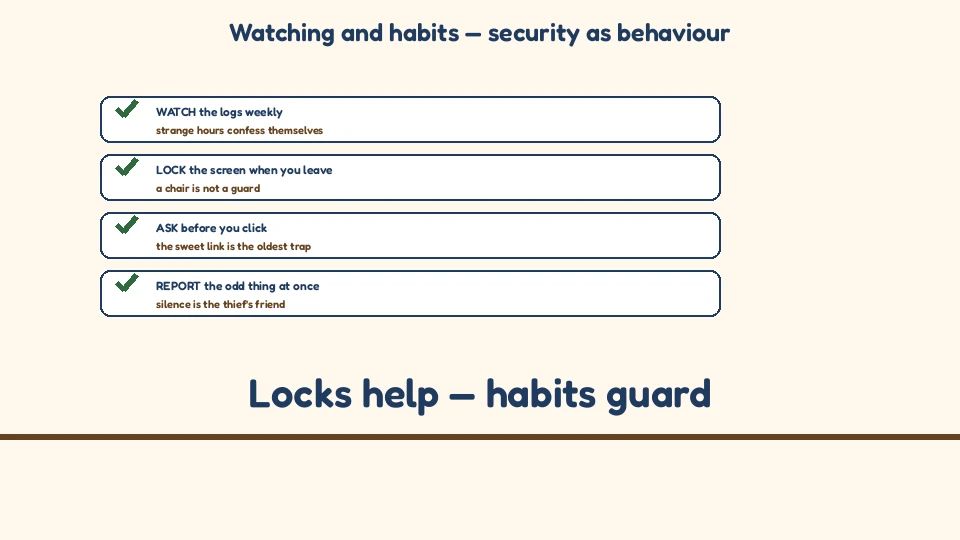 Watching and habits — security as behaviour
WATCH the logs weekly
strange hours confess themselves
LOCK the screen when you leave
a chair is not a guard
ASK before you click
the sweet link is the oldest trap
REPORT the odd thing at once
silence is the thief's friend
Locks help — habits guard